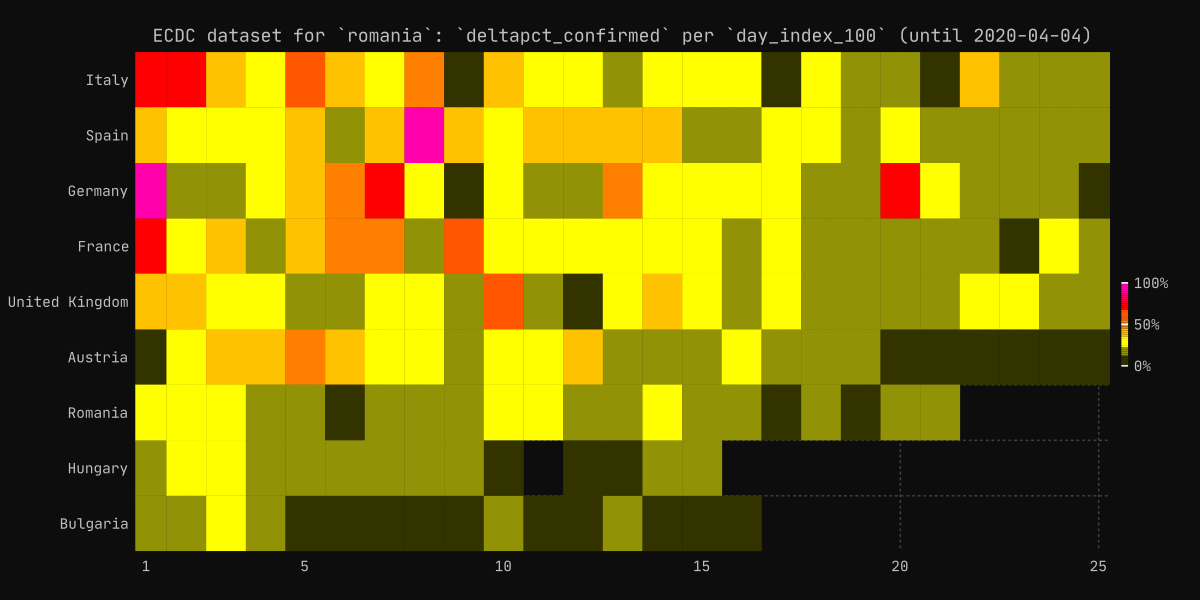 ECDC dataset for `romania`: `deltapct_confirmed` per `day_index_100` (until 2020-04-04)
Italy
Spain
Germany
France
United Kingdom
Austria
Romania
Hungary
Bulgaria
1 5 10 15 20 25
100%
50%
0%